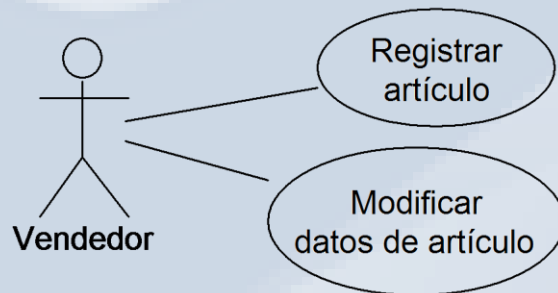 Registrar
artículo
Modificar
datos de artículo
Vendedor